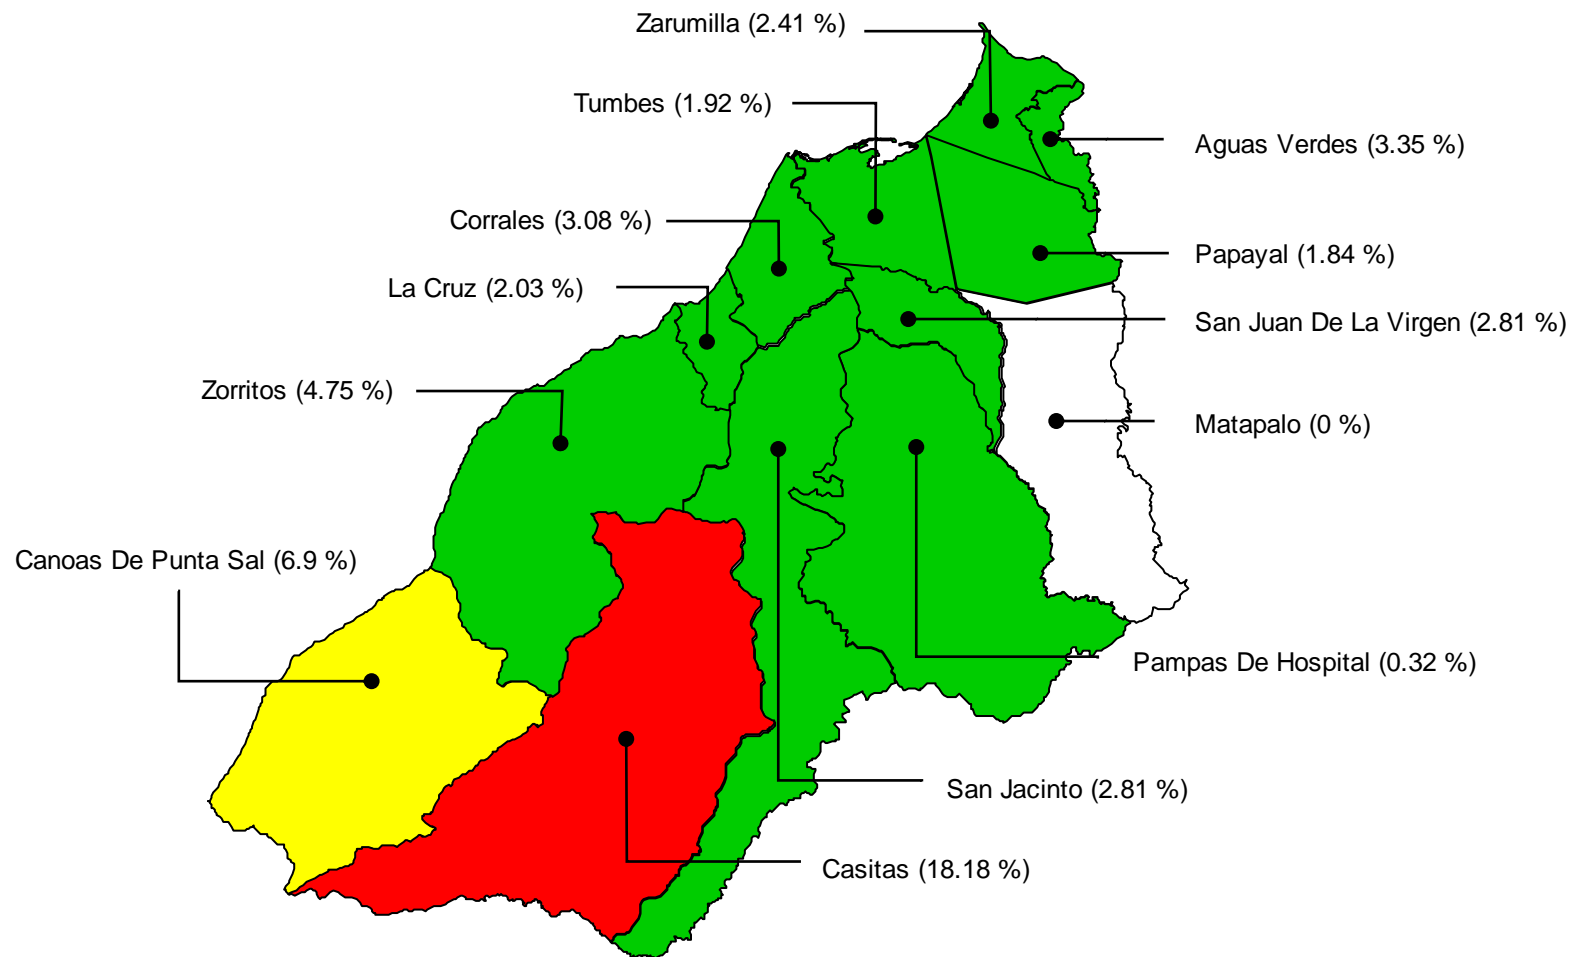 Zarumilla (2.41 %)
Tumbes (1.92 %)
Aguas Verdes (3.35 %)
Corrales (3.08 %)
Papayal (1.84 %)
La Cruz (2.03 %)
San Juan De La Virgen (2.81 %)
Zorritos (4.75 %)
Matapalo (0 %)
Canoas De Punta Sal (6.9 %)
Pampas De Hospital (0.32 %)
San Jacinto (2.81 %)
Casitas (18.18 %)